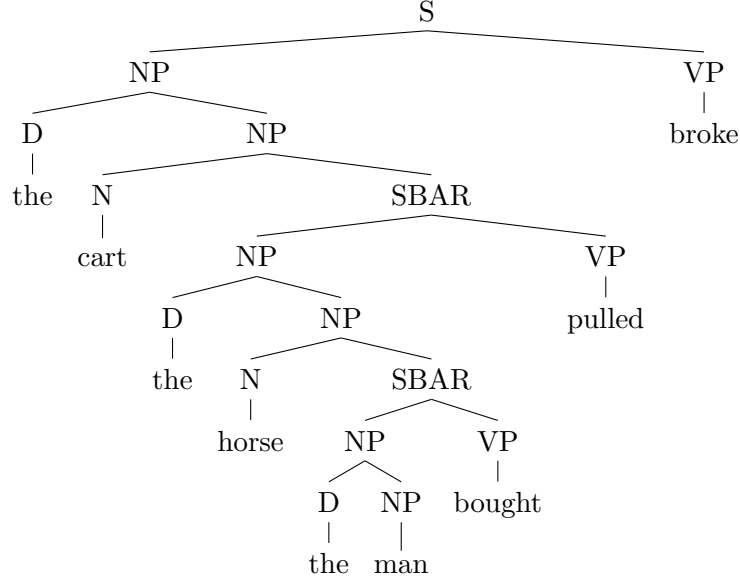 S
NP VP
D NP broke
the N SBAR
cart NP VP
D NP pulled
the N SBAR
horse NP VP
D NP bought
the man